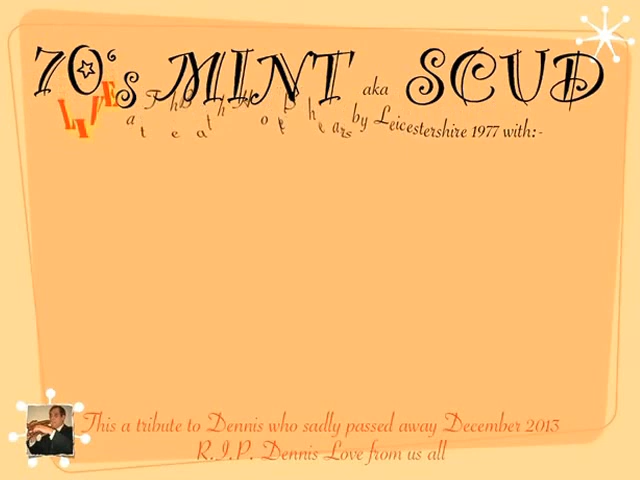 70's MINT aka SCUD
LIVE at by Leicestershire 1977 with:-
This a tribute to Dennis who sadly passed away December 2013
R.I.P. Dennis Love from us all